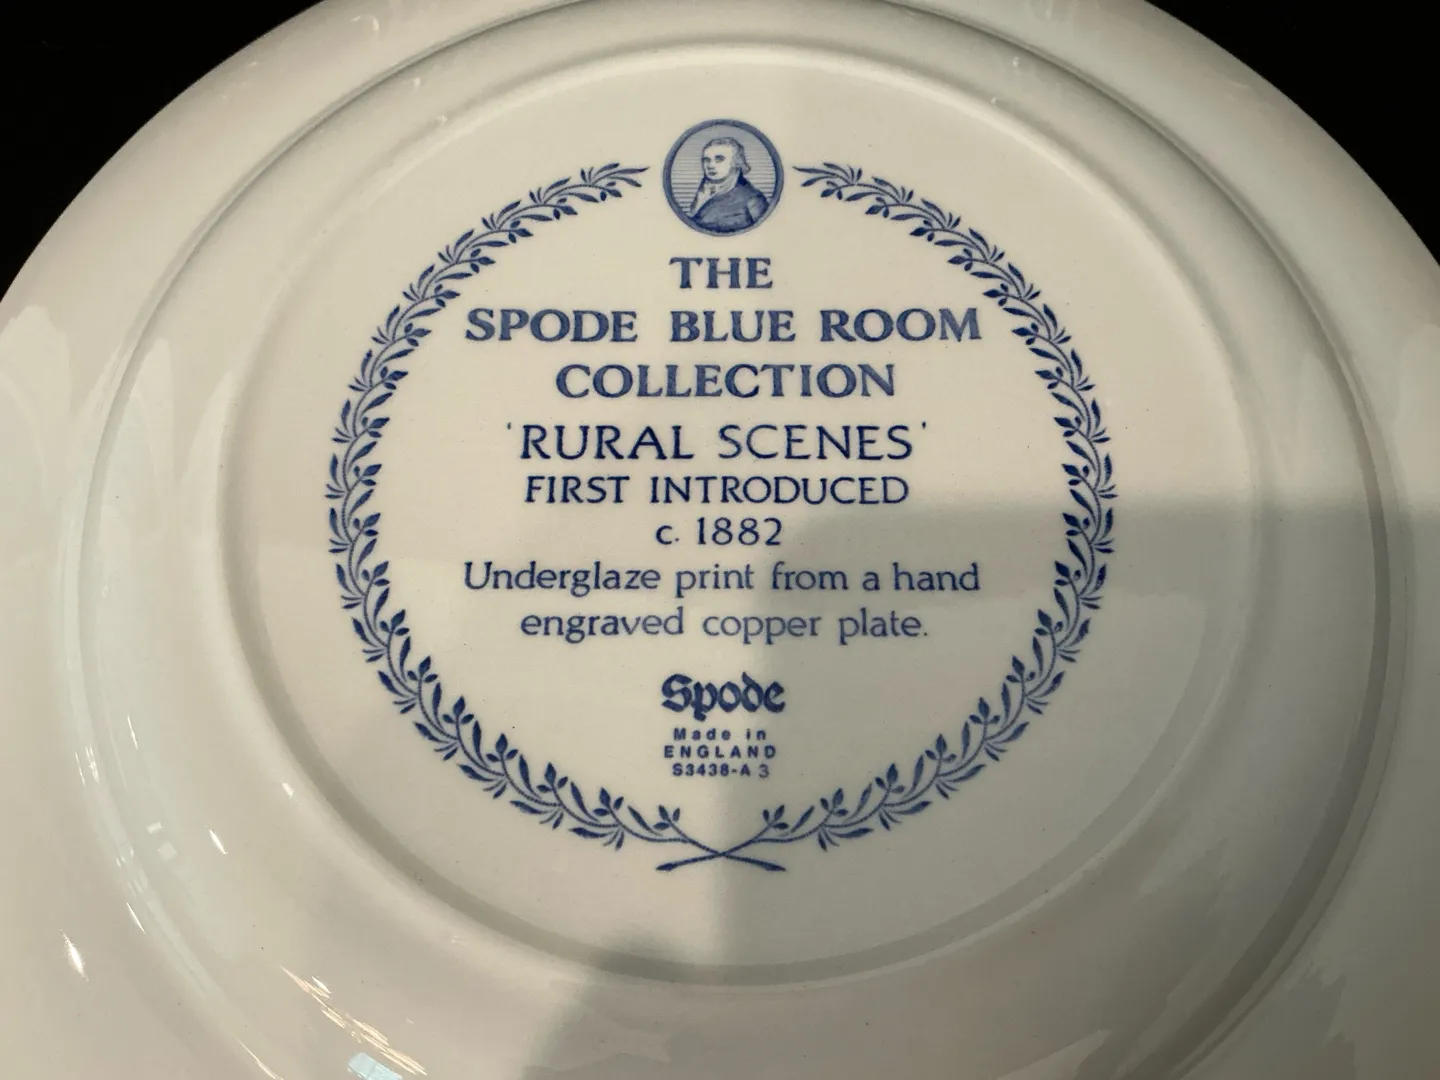 THE
SPODE BLUE ROOM
COLLECTION
'RURAL SCENES'
FIRST INTRODUCED
c. 1882
Underglaze print from a hand
engraved copper plate.
Spode
Made in
ENGLAND
S3438-A 3